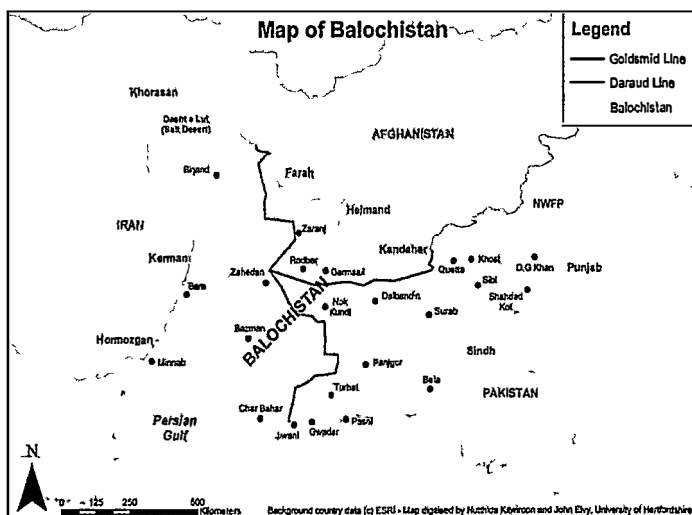 Map of Balochistan
Legend
Goldsmid Line
Daraud Line
Balochistan
Khorasan
Dasht e Lut
(Salt Desert)
AFGHANISTAN
Birjand
Farah
Helmand
NWFP
IRAN
Zaranj
Kandahar
Kerman
Rodbar
Garmsail
Quetta
Khost
D.G Khan
Punjab
Zahedan
Sibi
Bam
Dalbandin
Shahdad
Kot
Nok
Kundi
Surab
BALOCHISTAN
Hormozgan
Bazman
Sindh
Minnab
Panjgur
Turbat
Bela
PAKISTAN
Persian
Gulf
Char Bahar
Jiwani
Gwadar
Pasni
N
0 125 250 500
Kilometers
Background country data (c) ESRI - Map digitised by and John Elvy, University of Hertfordshire